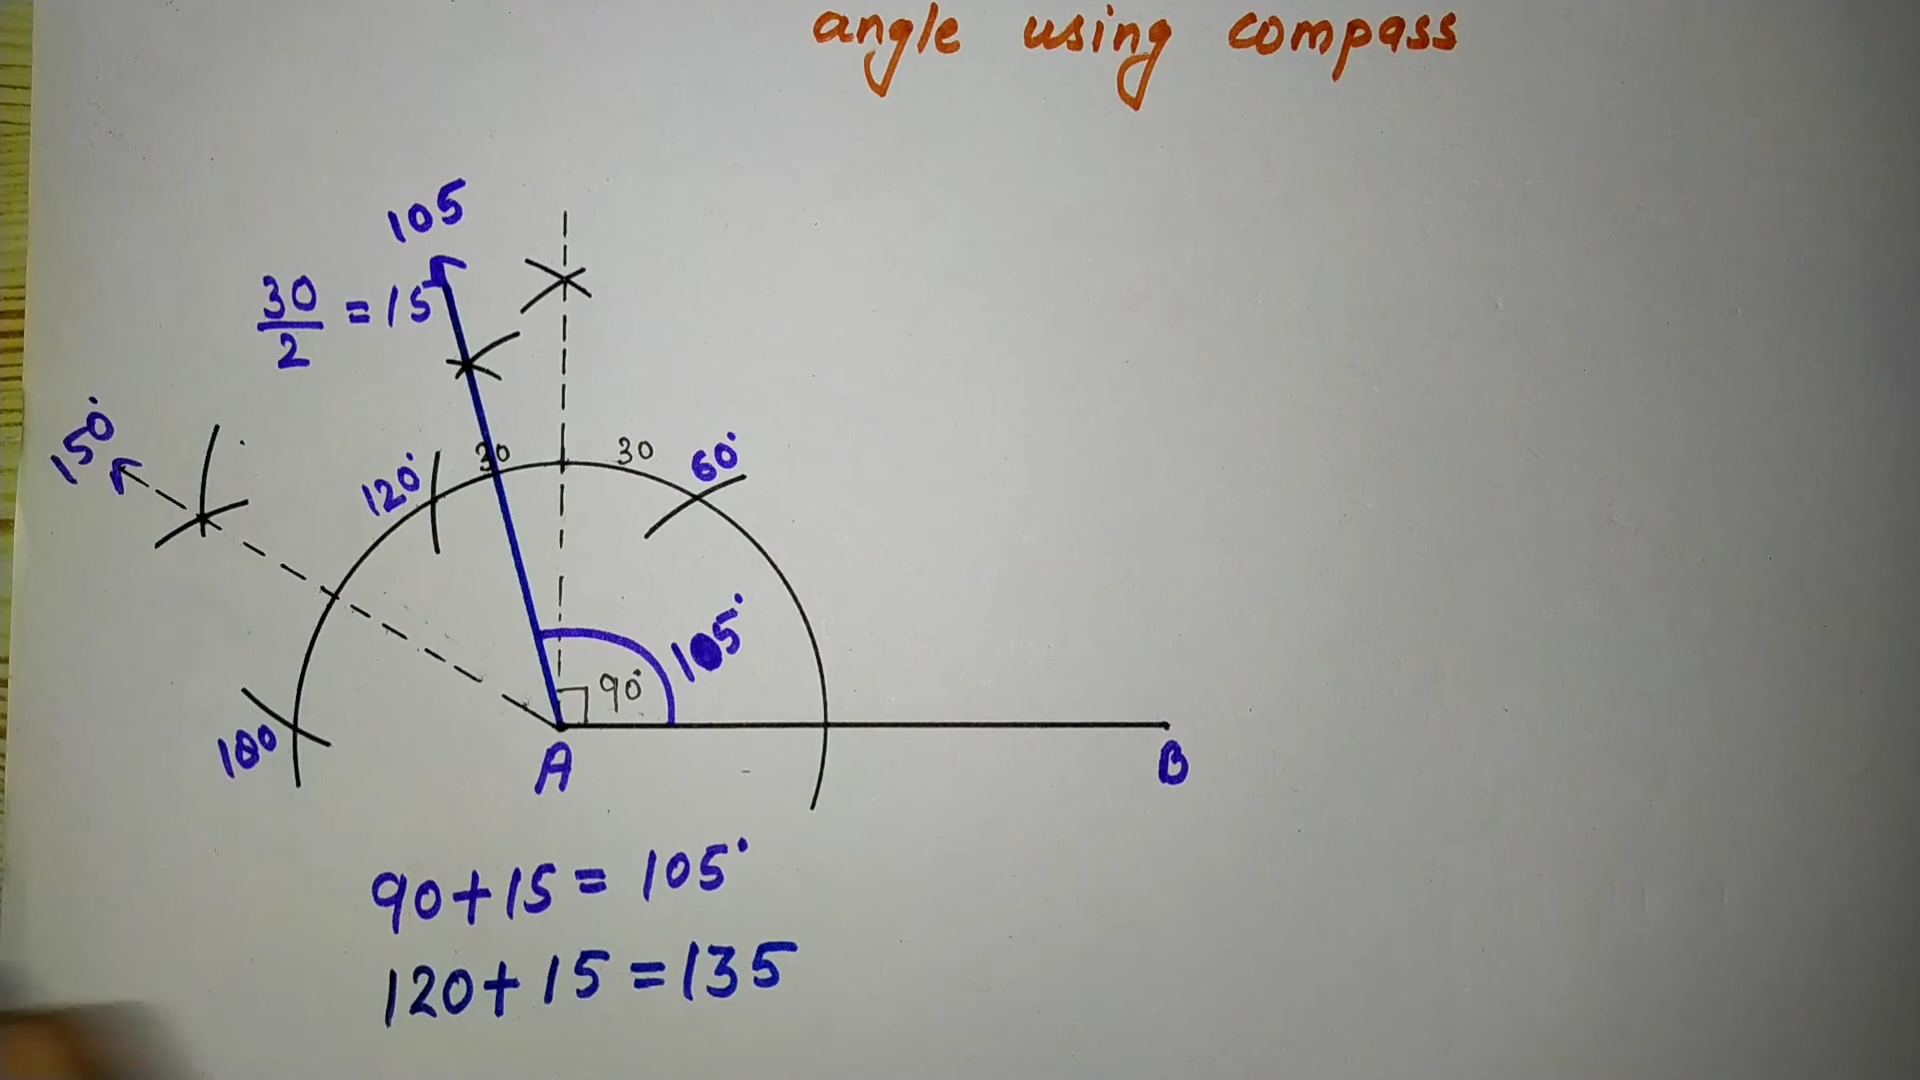 angle using compass
105
30/2 = 15
150°
120°
30
30
60°
105°
90°
180
A
B
90+15 = 105°
120+15 = 135